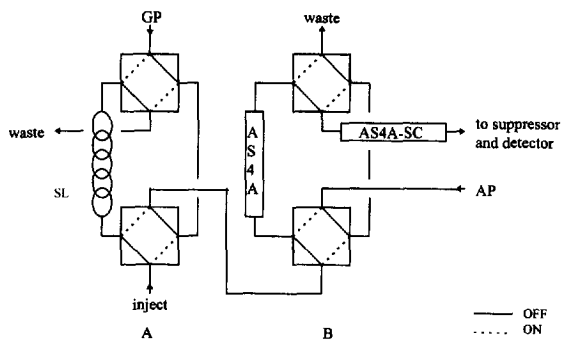 GP
waste
waste
AS4A
AS4A-SC
to suppressor
and detector
SL
AP
inject
A
B
OFF
ON